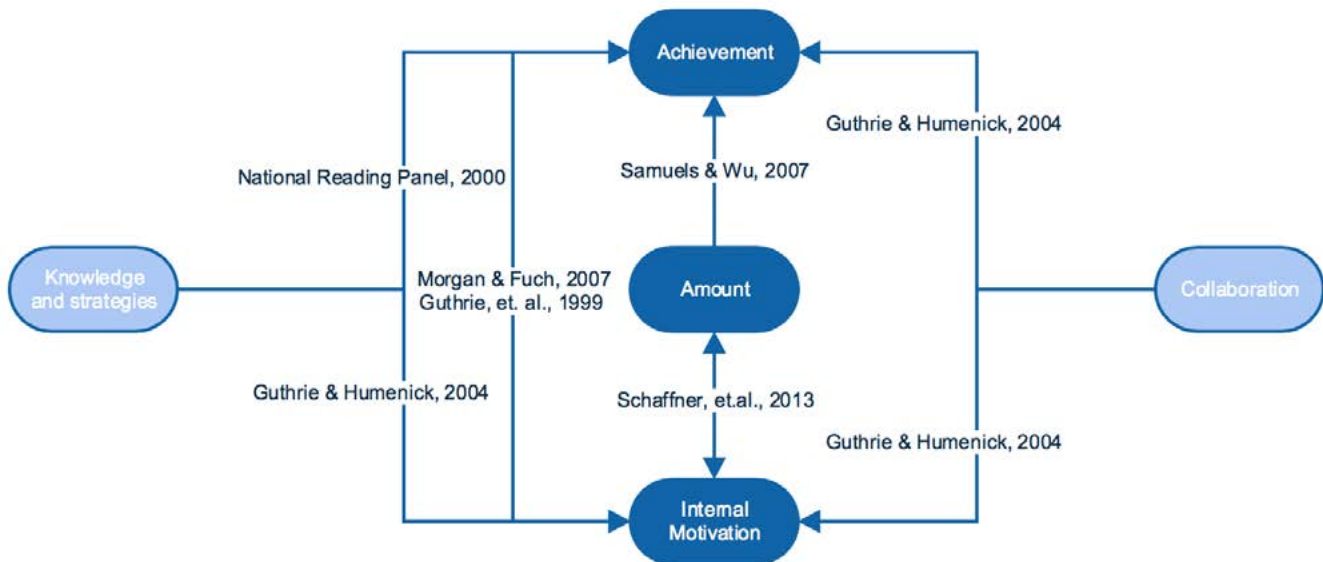 Achievement
Guthrie & Humenick, 2004
National Reading Panel, 2000
Samuels & Wu, 2007
Knowledge
and strategies
Morgan & Fuch, 2007
Guthrie, et. al., 1999
Amount
Collaboration
Guthrie & Humenick, 2004
Schaffner, et.al., 2013
Guthrie & Humenick, 2004
Internal
Motivation